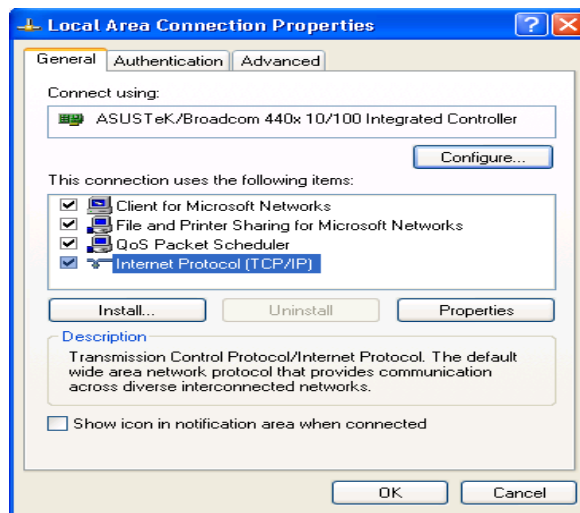 Local Area Connection Properties
General Authentication Advanced
Connect using:
ASUSTeK/Broadcom 440x 10/100 Integrated Controller
Configure...
This connection uses the following items:
Client for Microsoft Networks
File and Printer Sharing for Microsoft Networks
QoS Packet Scheduler
Internet Protocol (TCP/IP)
Install... Uninstall Properties
Description
Transmission Control Protocol/Internet Protocol. The default
wide area network protocol that provides communication
across diverse interconnected networks.
Show icon in notification area when connected
OK Cancel